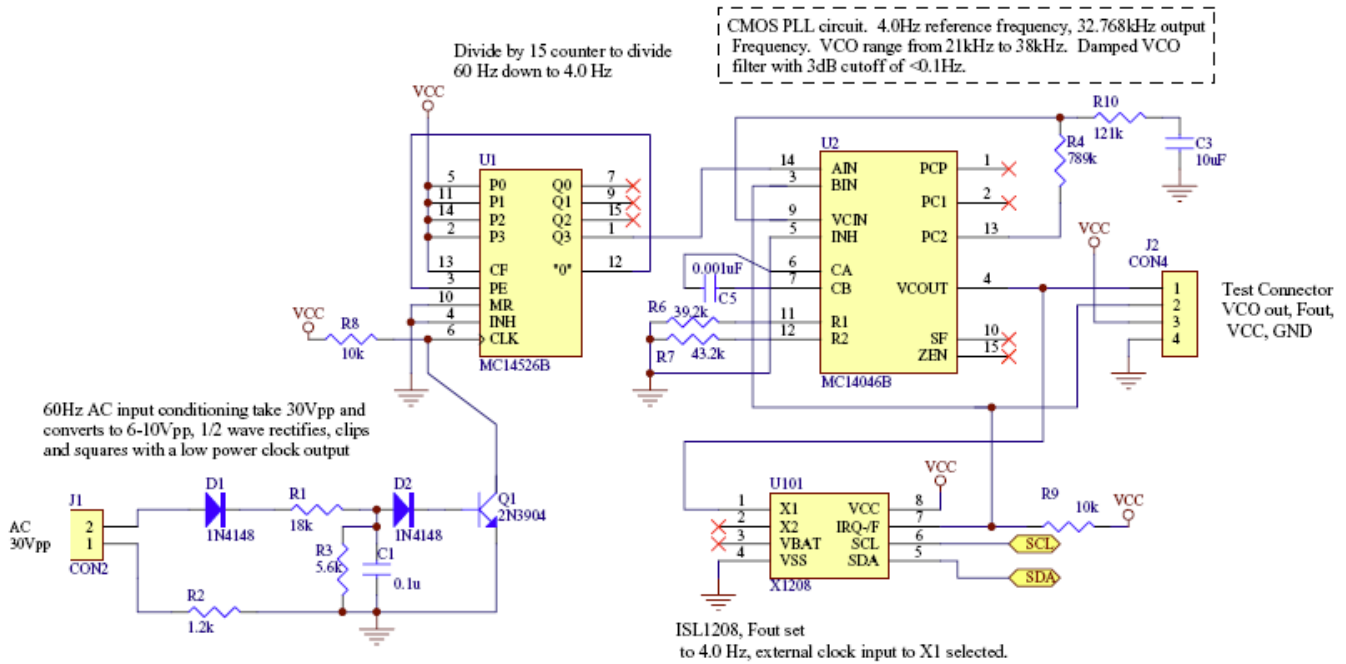 CMOS PLL circuit. 4.0Hz reference frequency, 32.768kHz output
Frequency. VCO range from 21kHz to 38kHz. Damped VCO
filter with 3dB cutoff of <0.1Hz.
Divide by 15 counter to divide
60 Hz down to 4.0 Hz
VCC
U1
5 P0 Q0 7
11 P1 Q1 9
14 P2 Q2 15
2 P3 Q3 1
13 CF "0" 12
3 PE
10 MR
4 INH
6 CLK
MC14526B
VCC
R8
10k
U2
14 AIN PCP 1
3 BIN
PC1 2
9 VCIN
5 INH PC2 13
6 CA
7 CB VCOUT 4
11 R1
12 R2 SF 10
ZEN 15
MC14046B
0.001uF
C5
R6
39.2k
R7
43.2k
R10
121k
R4
789k
C3
10uF
VCC
J2
CON4
1
2
3
4
Test Connector
VCO out, Fout,
VCC, GND
60Hz AC input conditioning take 30Vpp and
converts to 6-10Vpp, 1/2 wave rectifies, clips
and squares with a low power clock output
J1
AC
30Vpp
2
1
CON2
D1
1N4148
R1
18k
D2
1N4148
Q1
2N3904
R3
5.6k
C1
0.1u
R2
1.2k
U101
1 X1 VCC 8
2 X2 IRQ-/F 7
3 VBAT SCL 6
4 VSS SDA 5
X1208
VCC
R9
10k
VCC
SCL
SDA
ISL1208, Fout set
to 4.0 Hz, external clock input to X1 selected.